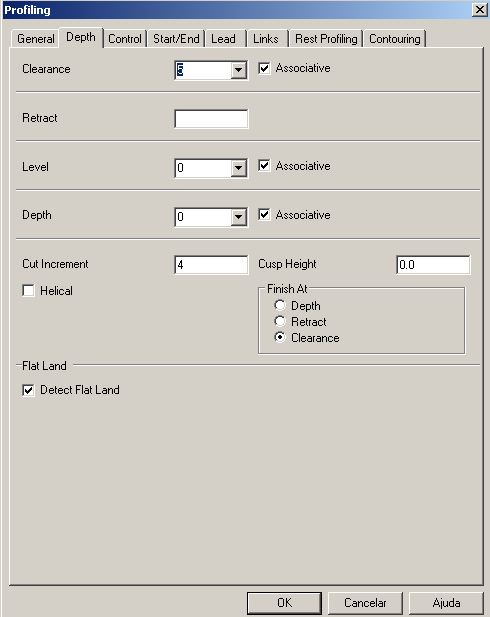 Profiling
General Depth Control Start/End Lead Links Rest Profiling Contouring
Clearance 5 Associative
Retract
Level 0 Associative
Depth 0 Associative
Cut Increment 4 Cusp Height 0.0
Helical Finish At
Depth
Retract
Clearance
Flat Land
Detect Flat Land
OK Cancelar Ajuda